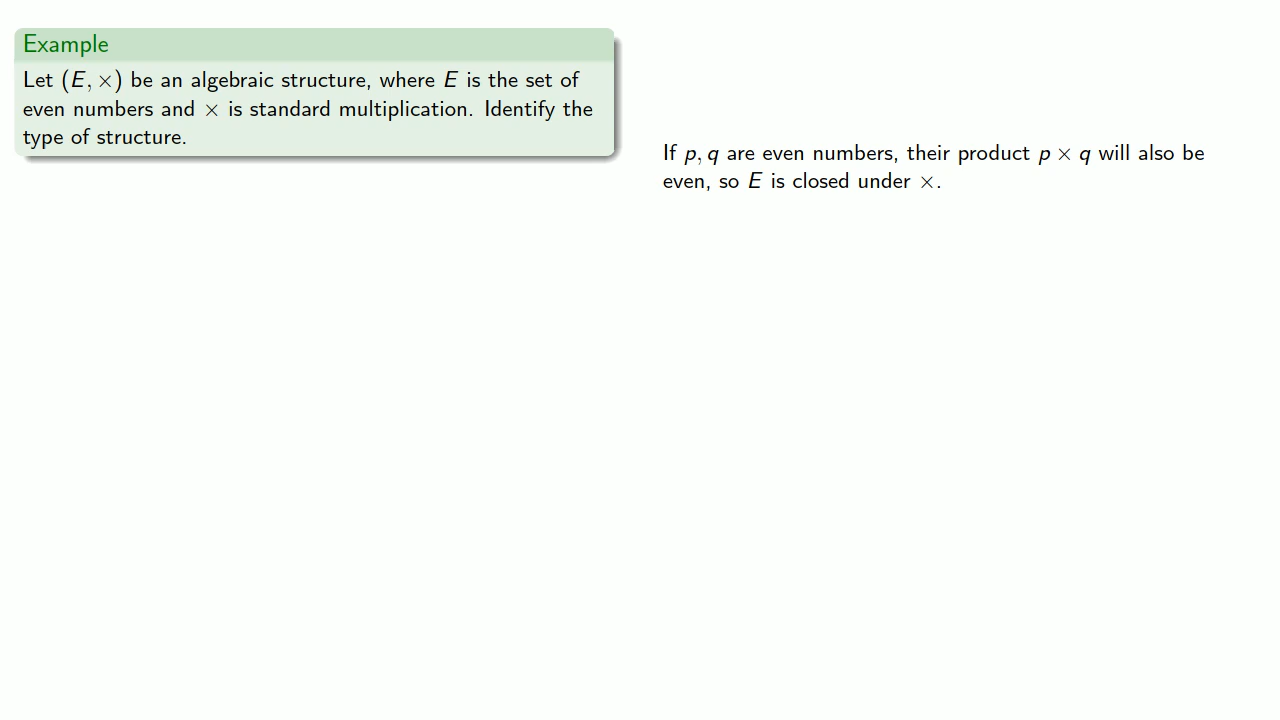 Example
Let (E, ×) be an algebraic structure, where E is the set of
even numbers and × is standard multiplication. Identify the
type of structure.
If p, q are even numbers, their product p × q will also be
even, so E is closed under ×.